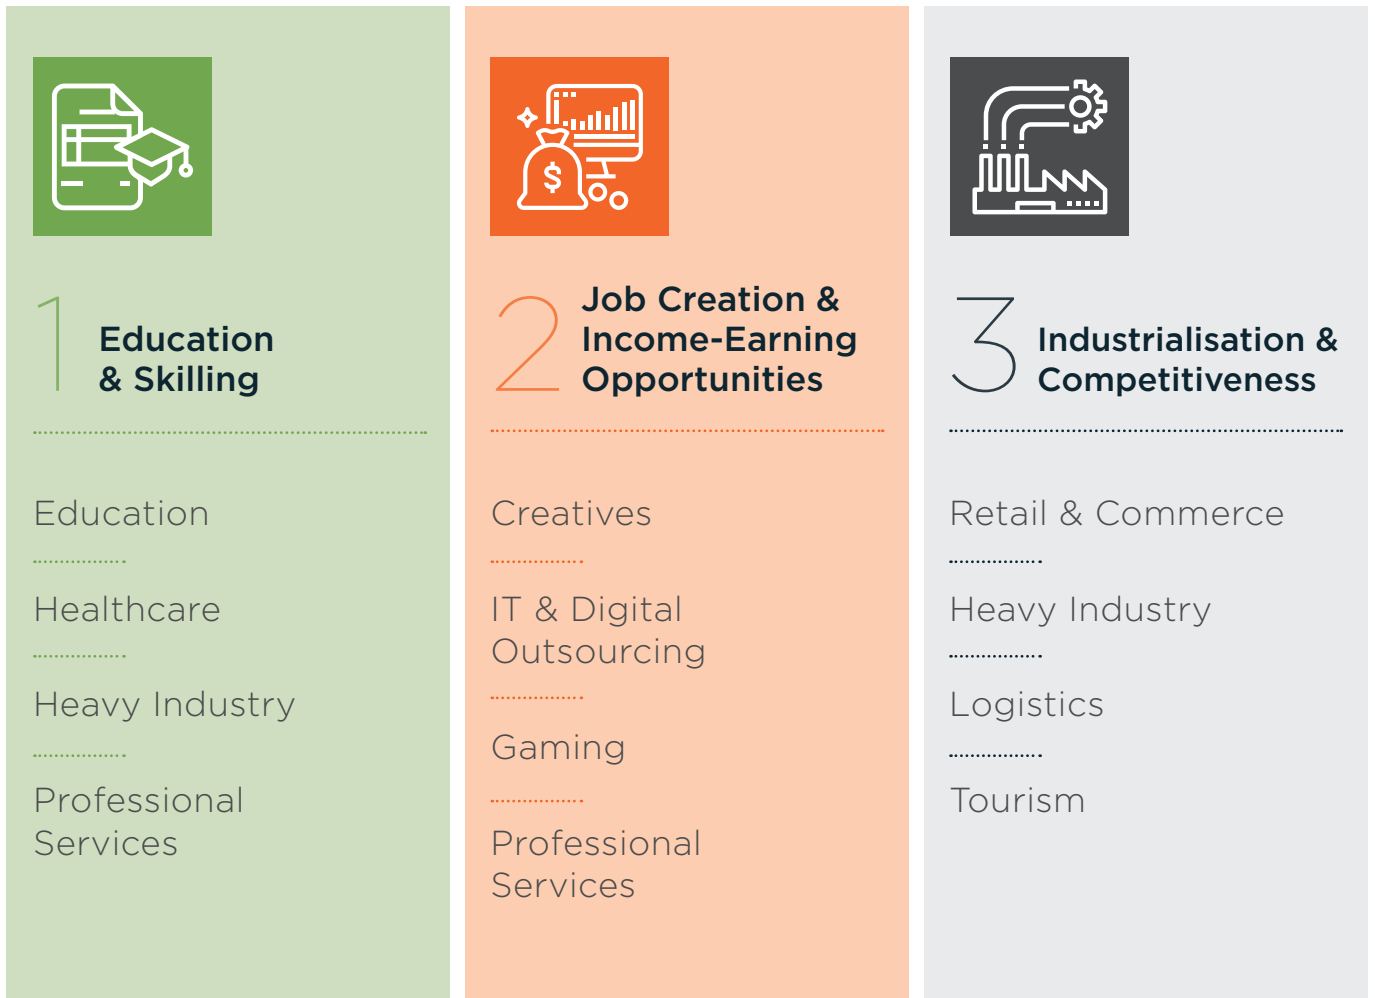 1
Education
& Skilling
Education
Healthcare
Heavy Industry
Professional
Services
$
2
Job Creation &
Income-Earning
Opportunities
Creatives
IT & Digital
Outsourcing
Gaming
Professional
Services
3
Industrialisation &
Competitiveness
Retail & Commerce
Heavy Industry
Logistics
Tourism